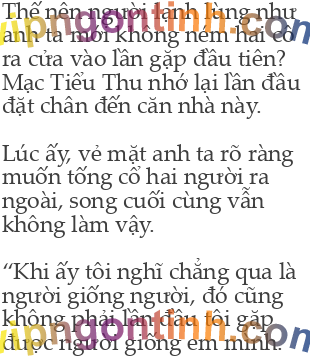 Thế nên người lạnh lùng như
anh ta mới không ném hai cô
ra cửa vào lần gặp đầu tiên?
Mạc Tiểu Thu nhớ lại lần đầu
đặt chân đến căn nhà này.
Lúc ấy, vẻ mặt anh ta rõ ràng
muốn tống cổ hai người ra
ngoài, song cuối cùng vẫn
không làm vậy.
“Khi ấy tôi nghĩ chẳng qua là
người giống người, đó cũng
không phải lần đầu tôi gặp
được người giống em mình.